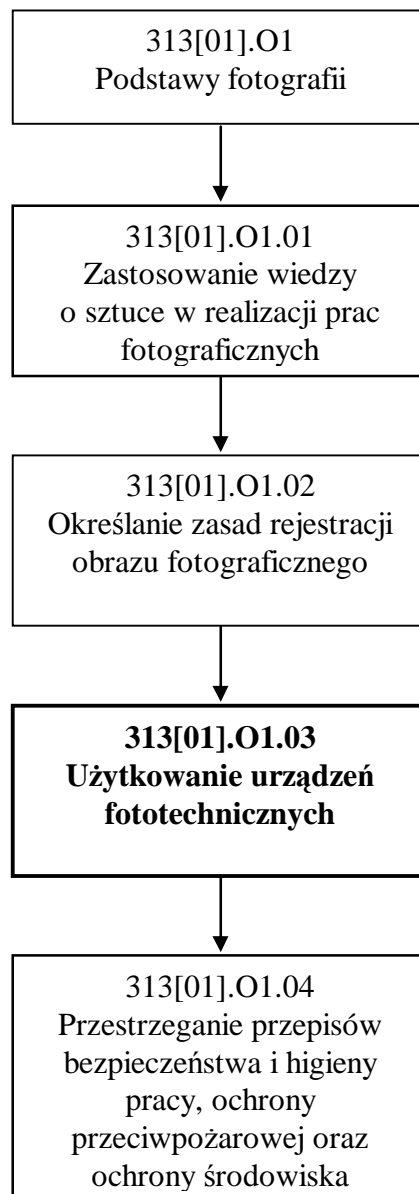 313[01].O1
Podstawy fotografii
313[01].O1.01
Zastosowanie wiedzy
o sztuce w realizacji prac
fotograficznych
313[01].O1.02
Określanie zasad rejestracji
obrazu fotograficznego
313[01].O1.03
Użytkowanie urządzeń
fototechnicznych
313[01].O1.04
Przestrzeganie przepisów
bezpieczeństwa i higieny
pracy, ochrony
przeciwpożarowej oraz
ochrony środowiska